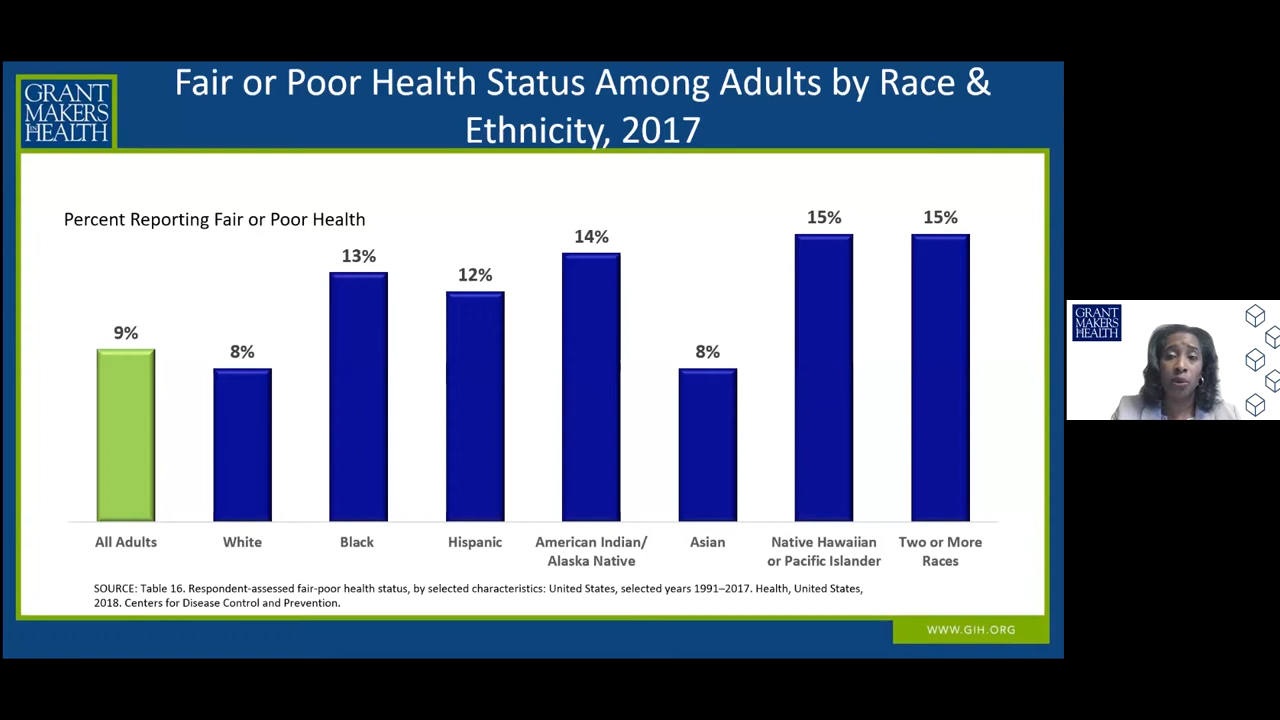 GRANT
MAKERS
IN HEALTH
Fair or Poor Health Status Among Adults by Race &
Ethnicity, 2017
Percent Reporting Fair or Poor Health
9%
8%
13%
12%
14%
8%
15%
15%
All Adults
White
Black
Hispanic
American Indian/
Alaska Native
Asian
Native Hawaiian
or Pacific Islander
Two or More
Races
SOURCE: Table 16. Respondent-assessed fair-poor health status, by selected characteristics: United States, selected years 1991–2017. Health, United States,
2018. Centers for Disease Control and Prevention.
WWW.GIH.ORG
GRANT
MAKERS
IN HEALTH